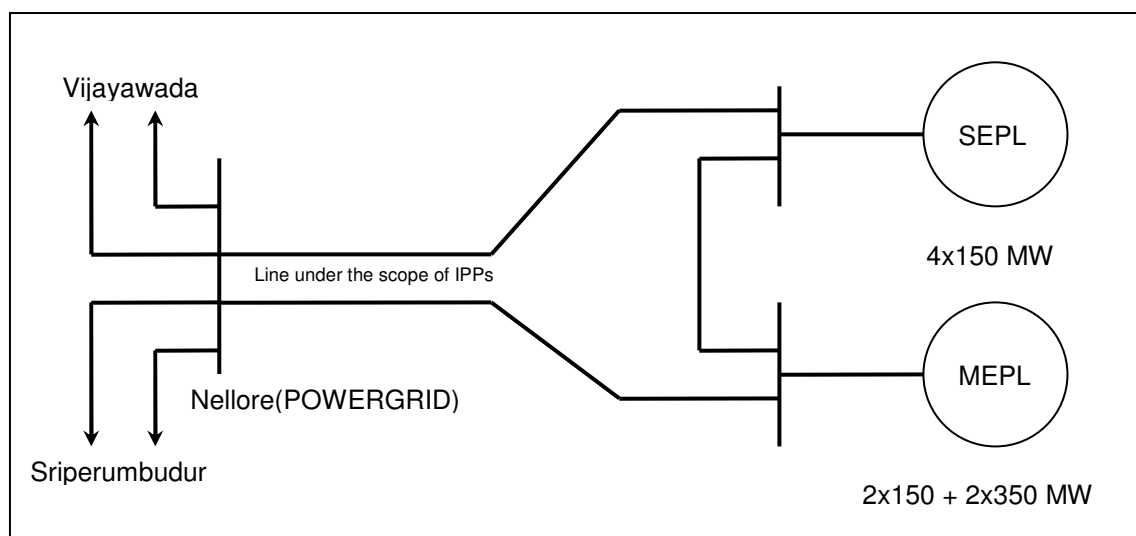 Vijayawada
SEPL
4x150 MW
Line under the scope of IPPs
Nellore(POWERGRID)
MEPL
Sriperumbudur
2x150 + 2x350 MW